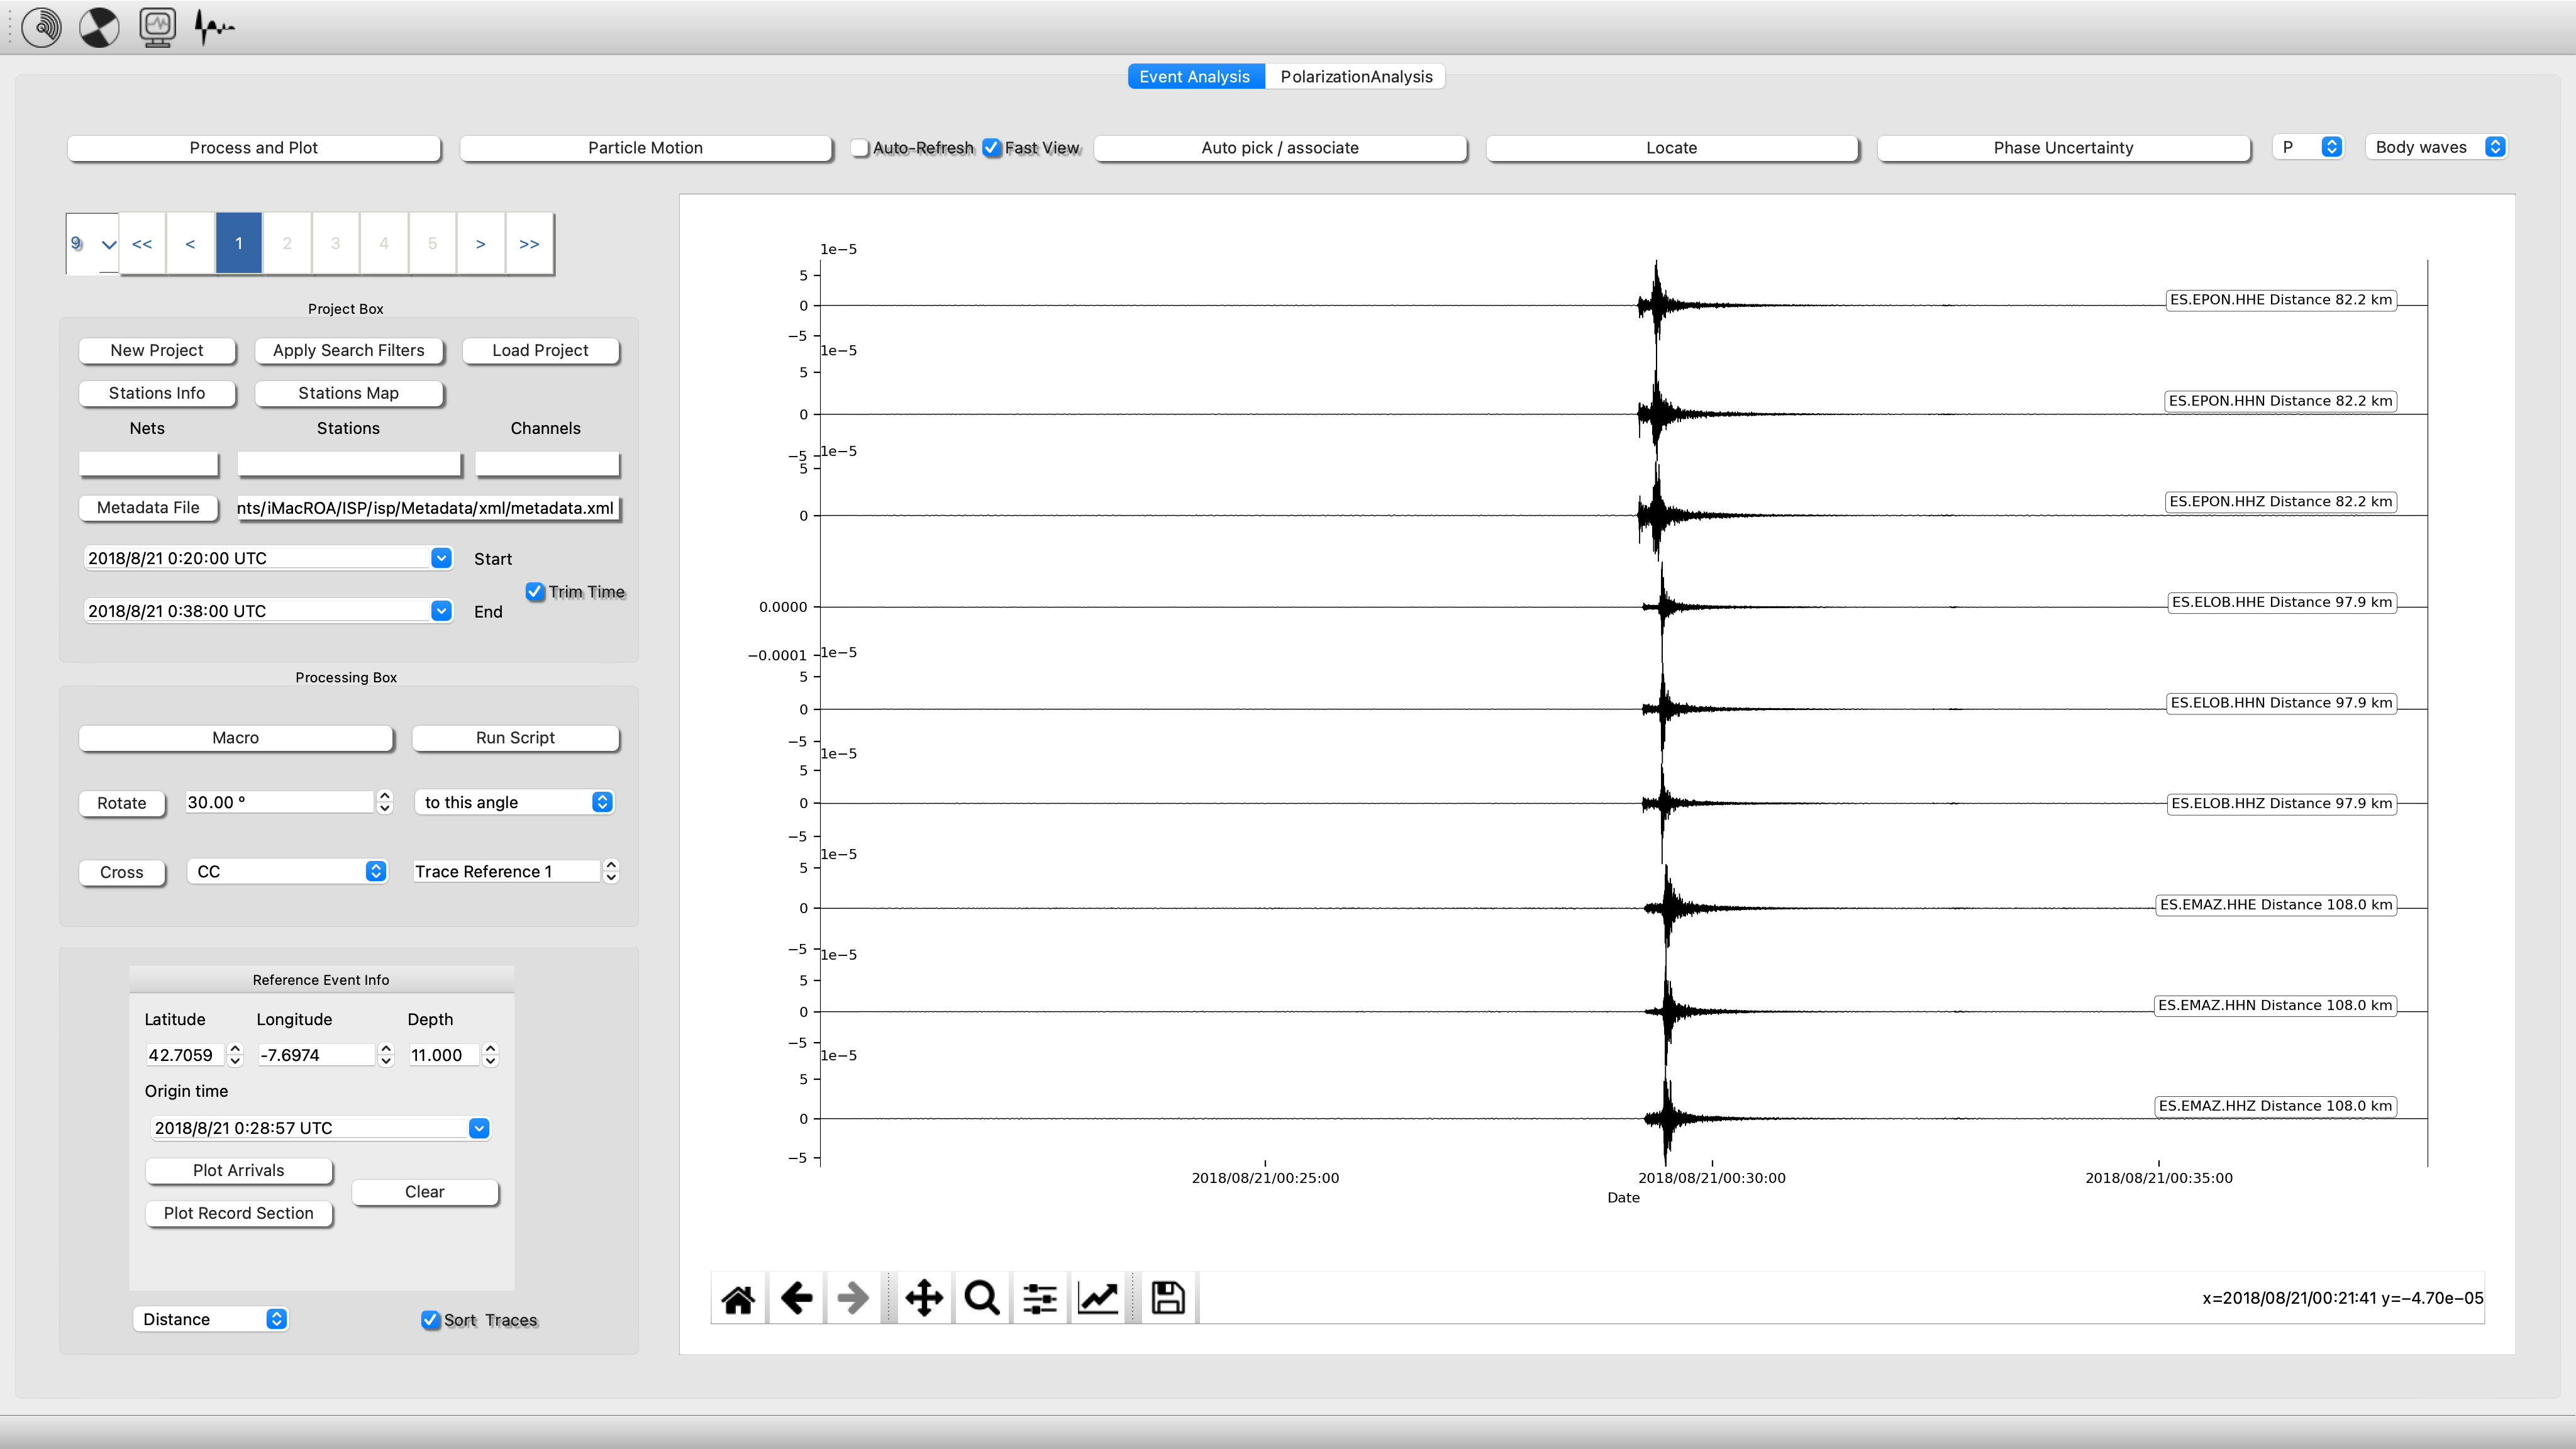 Event Analysis PolarizationAnalysis
Process and Plot Particle Motion Auto-Refresh Fast View Auto pick / associate Locate Phase Uncertainty P Body waves
9 << < 1 2 3 4 5 > >>
Project Box
New Project Apply Search Filters Load Project
Stations Info Stations Map
Nets Stations Channels
Metadata File nts/iMacROA/ISP/isp/Metadata/xml/metadata.xml
2018/8/21 0:20:00 UTC Start
Trim Time
2018/8/21 0:38:00 UTC End
Processing Box
Macro Run Script
Rotate 30.00 ° to this angle
Cross CC Trace Reference 1
Reference Event Info
Latitude Longitude Depth
42.7059 -7.6974 11.000
Origin time
2018/8/21 0:28:57 UTC
Plot Arrivals
Clear
Plot Record Section
Distance Sort Traces
1e−5
5
0 ES.EPON.HHE Distance 82.2 km
−5
1e−5
5
0 ES.EPON.HHN Distance 82.2 km
−5 1e−5
5
0 ES.EPON.HHZ Distance 82.2 km
0.0000 ES.ELOB.HHE Distance 97.9 km
−0.0001 1e−5
5
0 ES.ELOB.HHN Distance 97.9 km
−5
1e−5
5
0 ES.ELOB.HHZ Distance 97.9 km
−5
1e−5
5
0 ES.EMAZ.HHE Distance 108.0 km
−5
1e−5
5
0 ES.EMAZ.HHN Distance 108.0 km
−5
1e−5
5
0 ES.EMAZ.HHZ Distance 108.0 km
−5
2018/08/21/00:25:00 2018/08/21/00:30:00 2018/08/21/00:35:00
Date
x=2018/08/21/00:21:41 y=−4.70e−05